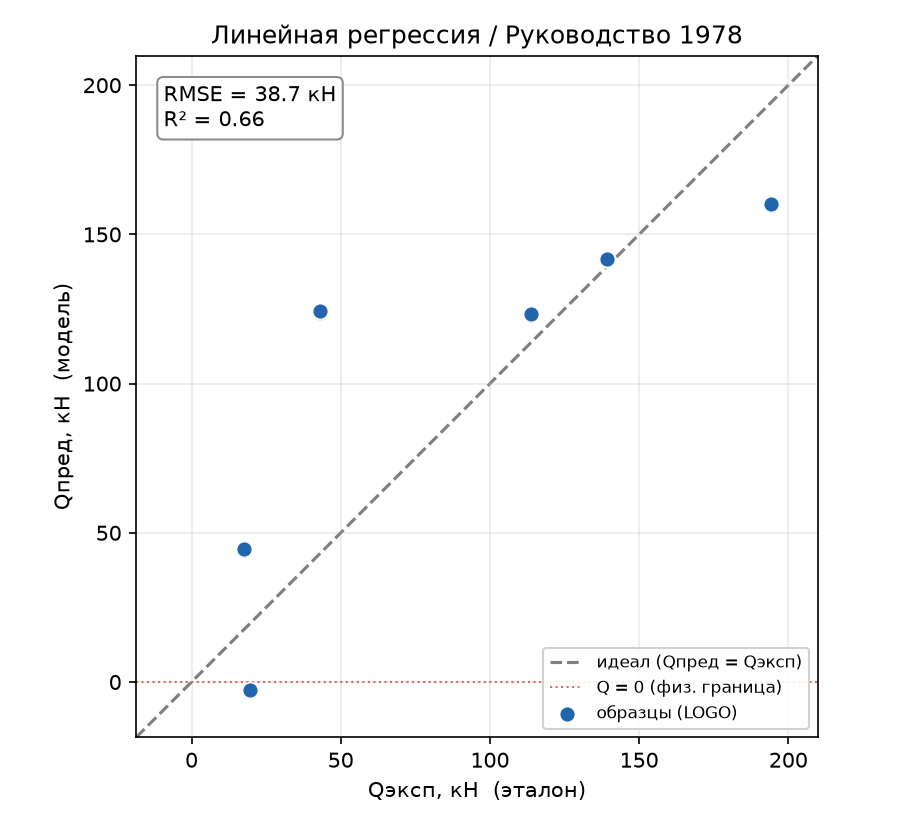 Линейная регрессия / Руководство 1978
RMSE = 38.7 кН
R² = 0.66
200
150
100
50
0
Qпред, кН  (модель)
идеал (Qпред = Qэксп)
Q = 0 (физ. граница)
образцы (LOGO)
0 50 100 150 200
Qэксп, кН  (эталон)